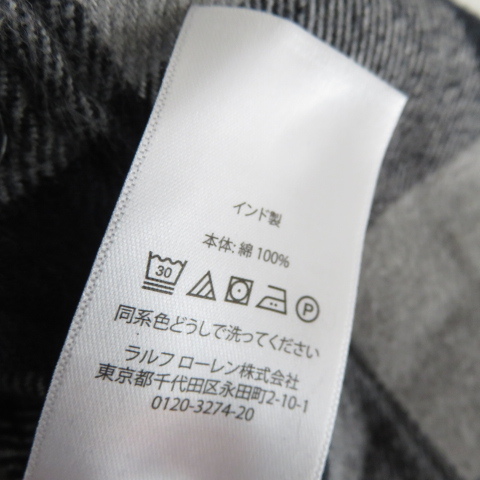 インド製
本体: 綿 100%
30 P
同系色どうしで洗ってください
ラルフ ローレン株式会社
東京都千代田区永田町2-10-1
0120-3274-20